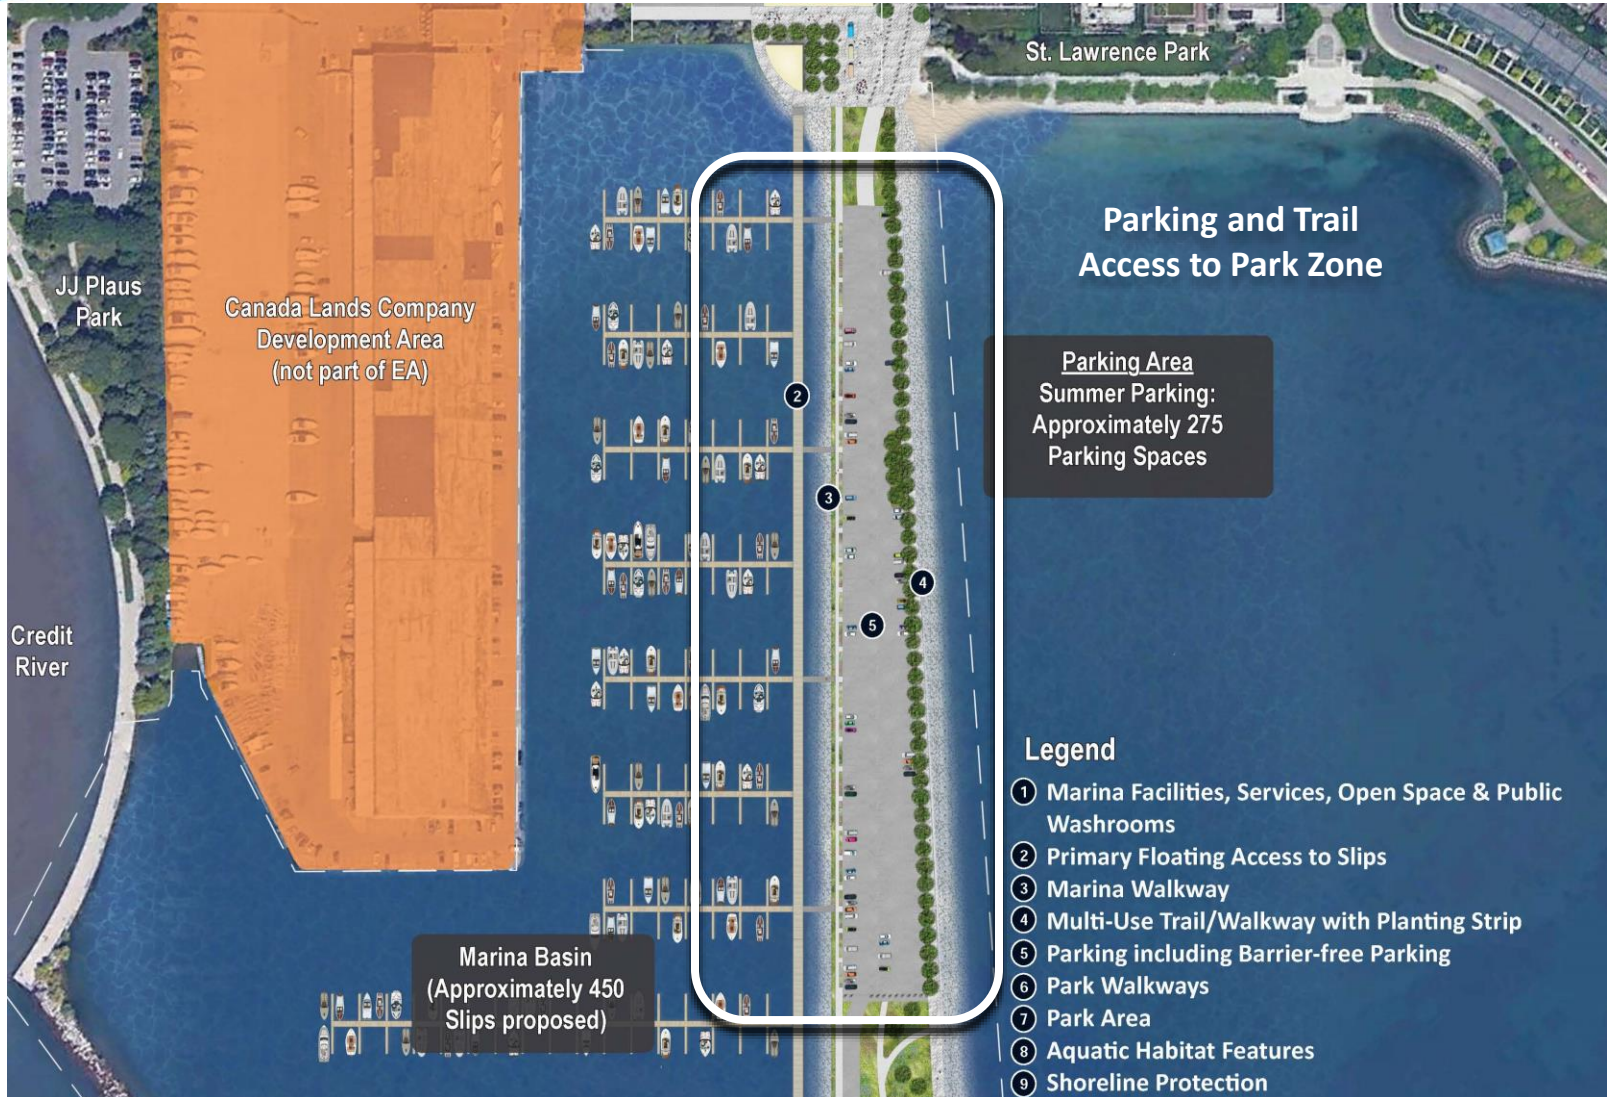 St. Lawrence Park
Parking and Trail
Access to Park Zone
JJ Plaus
Park
Canada Lands Company
Development Area
(not part of EA)
Parking Area
Summer Parking:
Approximately 275
Parking Spaces
2
3
4
5
Credit
River
Marina Basin
(Approximately 450
Slips proposed)
Legend
1 Marina Facilities, Services, Open Space & Public
Washrooms
2 Primary Floating Access to Slips
3 Marina Walkway
4 Multi-Use Trail/Walkway with Planting Strip
5 Parking including Barrier-free Parking
6 Park Walkways
7 Park Area
8 Aquatic Habitat Features
9 Shoreline Protection